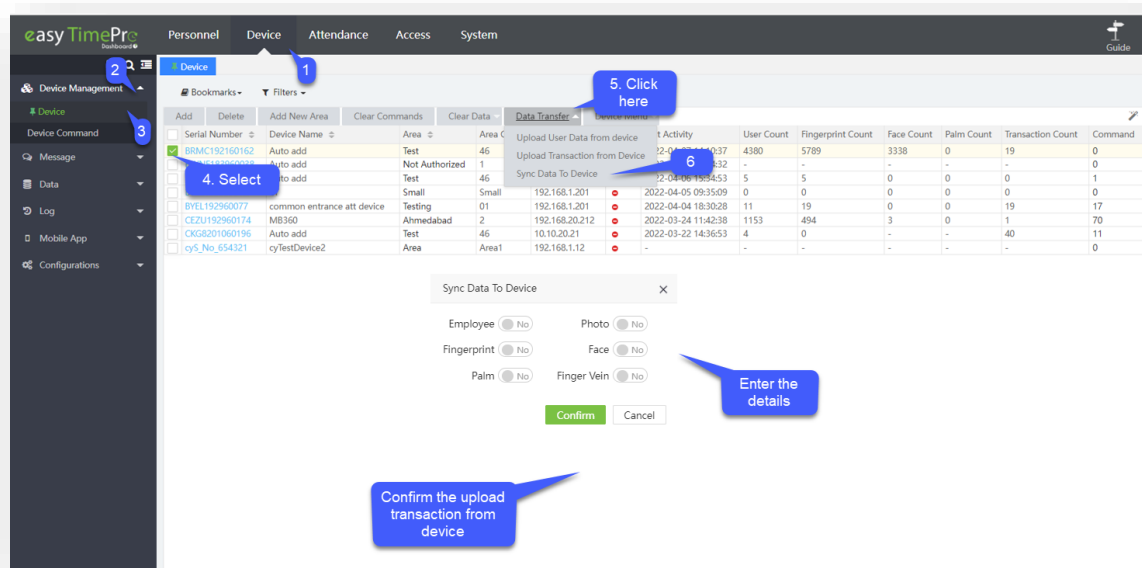 easy TimePro
Dashboard
Personnel Device Attendance Access System
Guide
1
2
Device
Device Management
Bookmarks Filters
5. Click
here
Device
3
Add Delete Add New Area Clear Commands Clear Data Data Transfer Device Menu
Device Command
Serial Number Device Name Area Area Activity User Count Fingerprint Count Face Count Palm Count Transaction Count Command
Upload User Data from device
Upload Transaction from Device
Sync Data To Device
6
4. Select
BRMC192160162 Auto add Test 46 4380 5789 3338 0 19 0
Auto add Not Authorized 1 - - - - - 0
Auto add Test 46 2022-04-06 15:34:53 5 5 0 0 0 1
Small Small 192.168.1.201 2022-04-05 09:35:09 0 0 0 0 0 0
BYEL192960077 common entrance att device Testing 01 192.168.1.201 2022-04-04 18:30:28 11 19 0 0 19 17
CEZU192960174 MB360 Ahmedabad 2 192.168.20.212 2022-03-24 11:42:38 1153 494 3 0 1 70
CKG8201060196 Auto add Test 46 10.10.20.21 2022-03-22 14:36:53 4 0 - - 40 11
cyS_No_654321 cyTestDevice2 Area Area1 192.168.1.12 - - - - - - 0
Message
Data
Log
Mobile App
Configurations
Sync Data To Device
Employee No Photo No
Fingerprint No Face No
Palm No Finger Vein No
Confirm Cancel
Enter the
details
Confirm the upload
transaction from
device